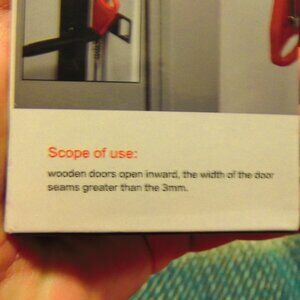 Scope of use:
wooden doors open inward, the width of the door
seams greater than the 3mm.